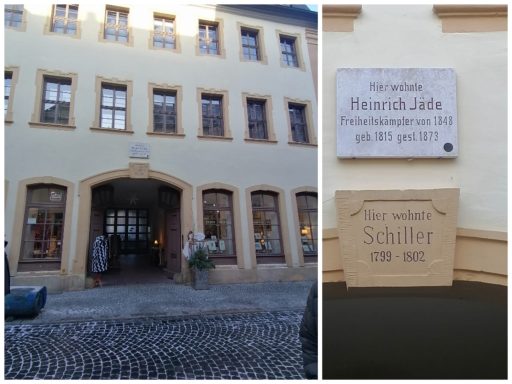 Hier wohnte
Heinrich Jäde
Freiheitskämpfer von 1848
geb. 1815 gest. 1873
Hier wohnte
Schiller
1799 - 1802